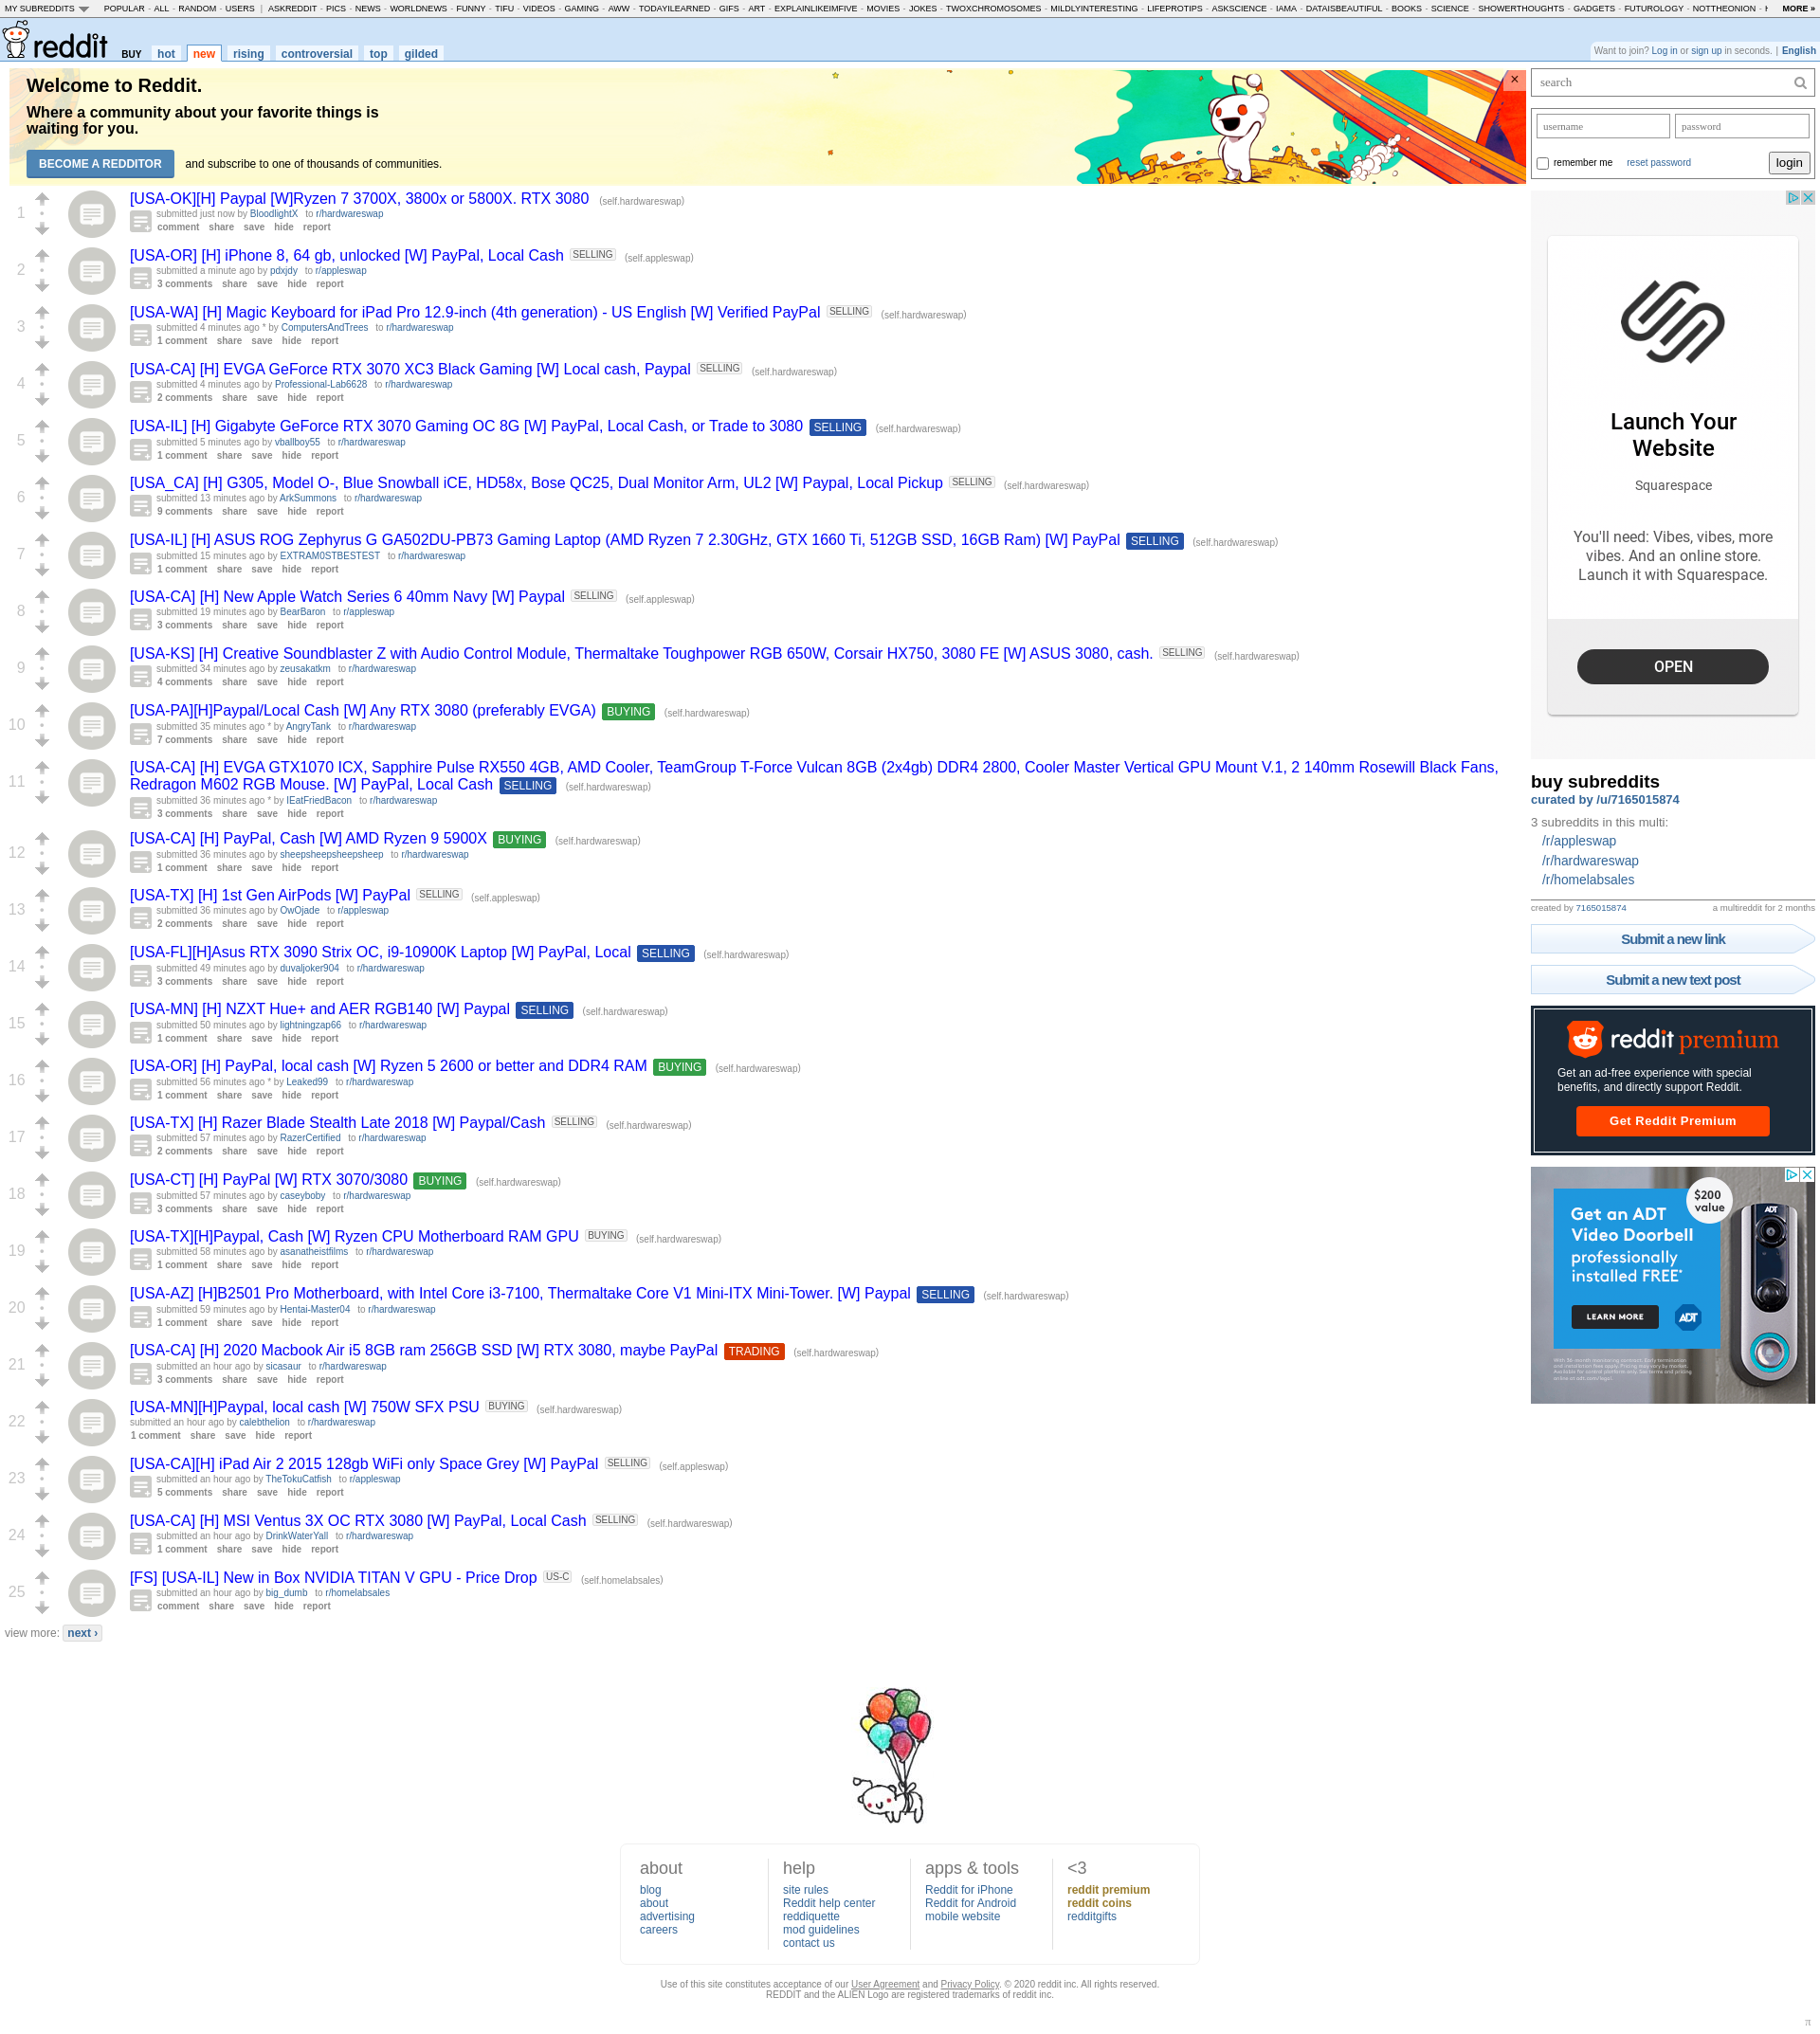 MY SUBREDDITS POPULAR - ALL - RANDOM - USERS | ASKREDDIT - PICS - NEWS - WORLDNEWS - FUNNY - TIFU - VIDEOS - GAMING - AWW - TODAYILEARNED - GIFS - ART - EXPLAINLIKEIMFIVE - MOVIES - JOKES - TWOXCHROMOSOMES - MILDLYINTERESTING - LIFEPROTIPS - ASKSCIENCE - IAMA - DATAISBEAUTIFUL - BOOKS - SCIENCE - SHOWERTHOUGHTS - GADGETS - FUTUROLOGY - NOTTHEONION - MORE »
reddit BUY hot new rising controversial top gilded
Want to join? Log in or sign up in seconds. | English
Welcome to Reddit.
Where a community about your favorite things is
waiting for you.
BECOME A REDDITOR and subscribe to one of thousands of communities.
×
1
[USA-OK][H] Paypal [W]Ryzen 7 3700X, 3800x or 5800X. RTX 3080 (self.hardwareswap)
submitted just now by BloodlightX to r/hardwareswap
comment share save hide report
2
[USA-OR] [H] iPhone 8, 64 gb, unlocked [W] PayPal, Local Cash SELLING (self.appleswap)
submitted a minute ago by pdxjdy to r/appleswap
3 comments share save hide report
3
[USA-WA] [H] Magic Keyboard for iPad Pro 12.9-inch (4th generation) - US English [W] Verified PayPal SELLING (self.hardwareswap)
submitted 4 minutes ago * by ComputersAndTrees to r/hardwareswap
1 comment share save hide report
4
[USA-CA] [H] EVGA GeForce RTX 3070 XC3 Black Gaming [W] Local cash, Paypal SELLING (self.hardwareswap)
submitted 4 minutes ago by Professional-Lab6628 to r/hardwareswap
2 comments share save hide report
5
[USA-IL] [H] Gigabyte GeForce RTX 3070 Gaming OC 8G [W] PayPal, Local Cash, or Trade to 3080 SELLING (self.hardwareswap)
submitted 5 minutes ago by vballboy55 to r/hardwareswap
1 comment share save hide report
6
[USA_CA] [H] G305, Model O-, Blue Snowball iCE, HD58x, Bose QC25, Dual Monitor Arm, UL2 [W] Paypal, Local Pickup SELLING (self.hardwareswap)
submitted 13 minutes ago by ArkSummons to r/hardwareswap
9 comments share save hide report
7
[USA-IL] [H] ASUS ROG Zephyrus G GA502DU-PB73 Gaming Laptop (AMD Ryzen 7 2.30GHz, GTX 1660 Ti, 512GB SSD, 16GB Ram) [W] PayPal SELLING (self.hardwareswap)
submitted 15 minutes ago by EXTRAM0STBESTEST to r/hardwareswap
1 comment share save hide report
8
[USA-CA] [H] New Apple Watch Series 6 40mm Navy [W] Paypal SELLING (self.appleswap)
submitted 19 minutes ago by BearBaron to r/appleswap
3 comments share save hide report
9
[USA-KS] [H] Creative Soundblaster Z with Audio Control Module, Thermaltake Toughpower RGB 650W, Corsair HX750, 3080 FE [W] ASUS 3080, cash. SELLING (self.hardwareswap)
submitted 34 minutes ago by zeusakatkm to r/hardwareswap
4 comments share save hide report
10
[USA-PA][H]Paypal/Local Cash [W] Any RTX 3080 (preferably EVGA) BUYING (self.hardwareswap)
submitted 35 minutes ago * by AngryTank to r/hardwareswap
7 comments share save hide report
11
[USA-CA] [H] EVGA GTX1070 ICX, Sapphire Pulse RX550 4GB, AMD Cooler, TeamGroup T-Force Vulcan 8GB (2x4gb) DDR4 2800, Cooler Master Vertical GPU Mount V.1, 2 140mm Rosewill Black Fans,
Redragon M602 RGB Mouse. [W] PayPal, Local Cash SELLING (self.hardwareswap)
submitted 36 minutes ago * by IEatFriedBacon to r/hardwareswap
3 comments share save hide report
12
[USA-CA] [H] PayPal, Cash [W] AMD Ryzen 9 5900X BUYING (self.hardwareswap)
submitted 36 minutes ago by sheepsheepsheepsheep to r/hardwareswap
1 comment share save hide report
13
[USA-TX] [H] 1st Gen AirPods [W] PayPal SELLING (self.appleswap)
submitted 36 minutes ago by OwOjade to r/appleswap
2 comments share save hide report
14
[USA-FL][H]Asus RTX 3090 Strix OC, i9-10900K Laptop [W] PayPal, Local SELLING (self.hardwareswap)
submitted 49 minutes ago by duvaljoker904 to r/hardwareswap
3 comments share save hide report
15
[USA-MN] [H] NZXT Hue+ and AER RGB140 [W] Paypal SELLING (self.hardwareswap)
submitted 50 minutes ago by lightningzap66 to r/hardwareswap
1 comment share save hide report
16
[USA-OR] [H] PayPal, local cash [W] Ryzen 5 2600 or better and DDR4 RAM BUYING (self.hardwareswap)
submitted 56 minutes ago * by Leaked99 to r/hardwareswap
1 comment share save hide report
17
[USA-TX] [H] Razer Blade Stealth Late 2018 [W] Paypal/Cash SELLING (self.hardwareswap)
submitted 57 minutes ago by RazerCertified to r/hardwareswap
2 comments share save hide report
18
[USA-CT] [H] PayPal [W] RTX 3070/3080 BUYING (self.hardwareswap)
submitted 57 minutes ago by caseyboby to r/hardwareswap
3 comments share save hide report
19
[USA-TX][H]Paypal, Cash [W] Ryzen CPU Motherboard RAM GPU BUYING (self.hardwareswap)
submitted 58 minutes ago by asanatheistfilms to r/hardwareswap
1 comment share save hide report
20
[USA-AZ] [H]B2501 Pro Motherboard, with Intel Core i3-7100, Thermaltake Core V1 Mini-ITX Mini-Tower. [W] Paypal SELLING (self.hardwareswap)
submitted 59 minutes ago by Hentai-Master04 to r/hardwareswap
1 comment share save hide report
21
[USA-CA] [H] 2020 Macbook Air i5 8GB ram 256GB SSD [W] RTX 3080, maybe PayPal TRADING (self.hardwareswap)
submitted an hour ago by sicasaur to r/hardwareswap
3 comments share save hide report
22
[USA-MN][H]Paypal, local cash [W] 750W SFX PSU BUYING (self.hardwareswap)
submitted an hour ago by calebthelion to r/hardwareswap
1 comment share save hide report
23
[USA-CA][H] iPad Air 2 2015 128gb WiFi only Space Grey [W] PayPal SELLING (self.appleswap)
submitted an hour ago by TheTokuCatfish to r/appleswap
5 comments share save hide report
24
[USA-CA] [H] MSI Ventus 3X OC RTX 3080 [W] PayPal, Local Cash SELLING (self.hardwareswap)
submitted an hour ago by DrinkWaterYall to r/hardwareswap
1 comment share save hide report
25
[FS] [USA-IL] New in Box NVIDIA TITAN V GPU - Price Drop US-C (self.homelabsales)
submitted an hour ago by big_dumb to r/homelabsales
comment share save hide report
view more: next ›
search
username password
remember me reset password login
Launch Your
Website
Squarespace
You'll need: Vibes, vibes, more
vibes. And an online store.
Launch it with Squarespace.
OPEN
buy subreddits
curated by /u/7165015874
3 subreddits in this multi:
/r/appleswap
/r/hardwareswap
/r/homelabsales
created by 7165015874 a multireddit for 2 months
Submit a new link
Submit a new text post
reddit premium
Get an ad-free experience with special
benefits, and directly support Reddit.
Get Reddit Premium
$200
value
Get an ADT
Video Doorbell
professionally
installed FREE*
LEARN MORE
ADT
ADT
about
blog
about
advertising
careers
help
site rules
Reddit help center
reddiquette
mod guidelines
contact us
apps & tools
Reddit for iPhone
Reddit for Android
mobile website
<3
reddit premium
reddit coins
redditgifts
Use of this site constitutes acceptance of our User Agreement and Privacy Policy. © 2020 reddit inc. All rights reserved.
REDDIT and the ALIEN Logo are registered trademarks of reddit inc.
π